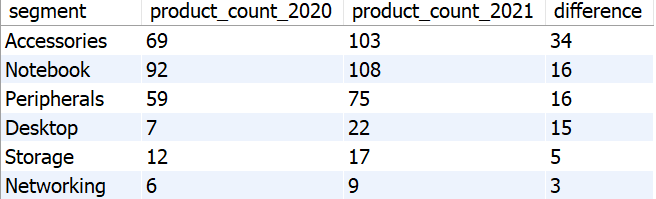 segment product_count_2020 product_count_2021 difference
Accessories 69 103 34
Notebook 92 108 16
Peripherals 59 75 16
Desktop 7 22 15
Storage 12 17 5
Networking 6 9 3